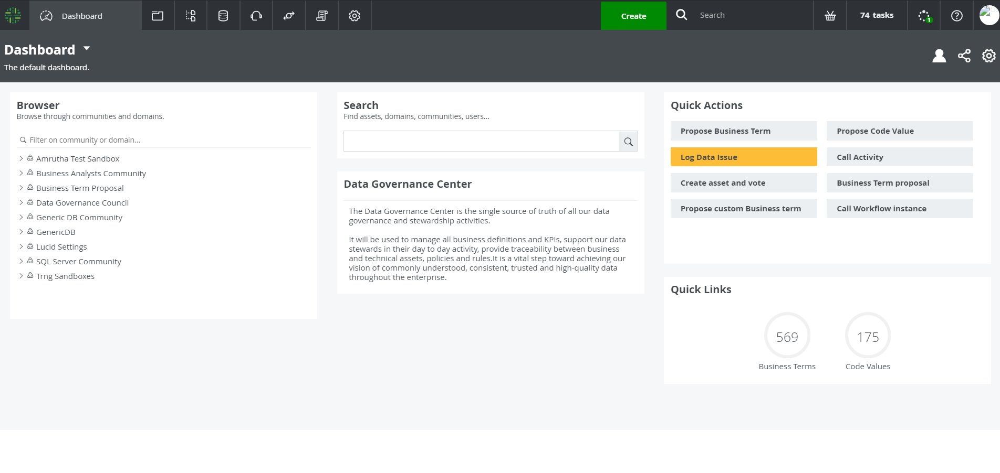 Dashboard
Create
Search
74 tasks
1
Dashboard
The default dashboard.
Browser
Browse through communities and domains.
Filter on community or domain...
Amrutha Test Sandbox
Business Analysts Community
Business Term Proposal
Data Governance Council
Generic DB Community
GenericDB
Lucid Settings
SQL Server Community
Trng Sandboxes
Search
Find assets, domains, communities, users...
Data Governance Center
The Data Governance Center is the single source of truth of all our data
governance and stewardship activities.
It will be used to manage all business definitions and KPIs, support our data
stewards in their day to day activity, provide traceability between business
and technical assets, policies and rules.It is a vital step toward achieving our
vision of commonly understood, consistent, trusted and high-quality data
throughout the enterprise.
Quick Actions
Propose Business Term
Propose Code Value
Log Data Issue
Call Activity
Create asset and vote
Business Term proposal
Propose custom Business term
Call Workflow instance
Quick Links
569
175
Business Terms
Code Values